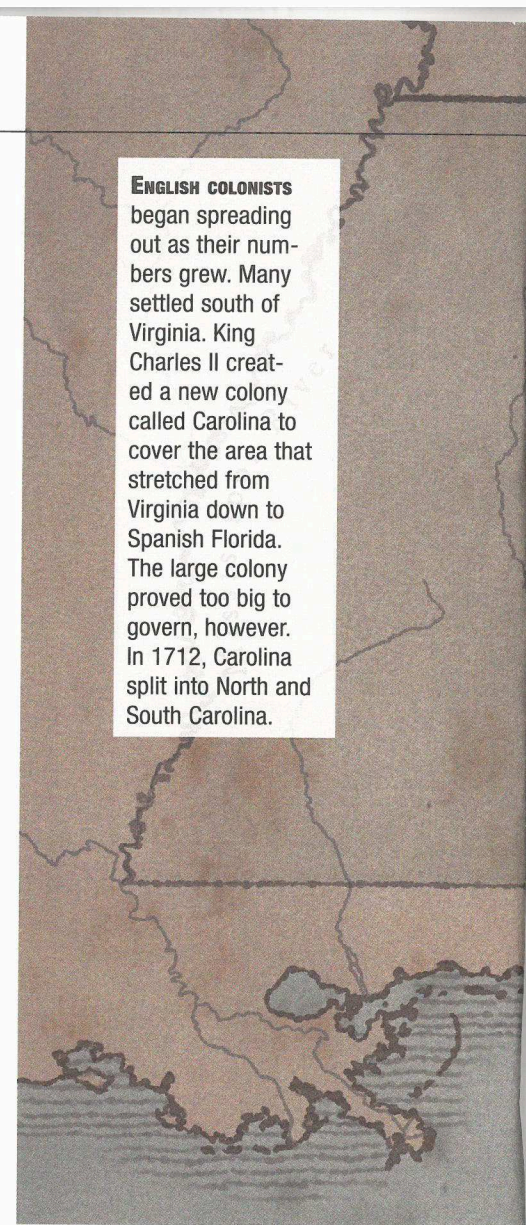 ENGLISH COLONISTS
began spreading
out as their num-
bers grew. Many
settled south of
Virginia. King
Charles II creat-
ed a new colony
called Carolina to
cover the area that
stretched from
Virginia down to
Spanish Florida.
The large colony
proved too big to
govern, however.
In 1712, Carolina
split into North and
South Carolina.